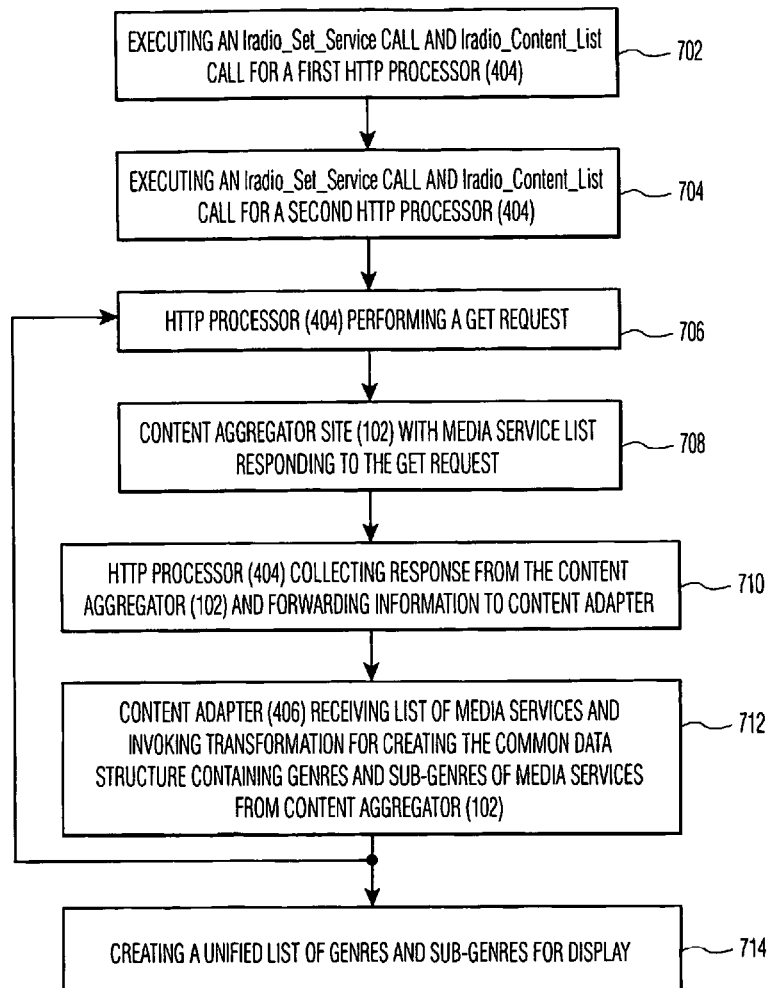 EXECUTING AN Iradio_Set_Service CALL AND Iradio_Content_List
CALL FOR A FIRST HTTP PROCESSOR (404)
702
EXECUTING AN Iradio_Set_Service CALL AND Iradio_Content_List
CALL FOR A SECOND HTTP PROCESSOR (404)
704
HTTP PROCESSOR (404) PERFORMING A GET REQUEST
706
CONTENT AGGREGATOR SITE (102) WITH MEDIA SERVICE LIST
RESPONDING TO THE GET REQUEST
708
HTTP PROCESSOR (404) COLLECTING RESPONSE FROM THE CONTENT
AGGREGATOR (102) AND FORWARDING INFORMATION TO CONTENT ADAPTER
710
CONTENT ADAPTER (406) RECEIVING LIST OF MEDIA SERVICES AND
INVOKING TRANSFORMATION FOR CREATING THE COMMON DATA
STRUCTURE CONTAINING GENRES AND SUB-GENRES OF MEDIA SERVICES
FROM CONTENT AGGREGATOR (102)
712
CREATING A UNIFIED LIST OF GENRES AND SUB-GENRES FOR DISPLAY
714